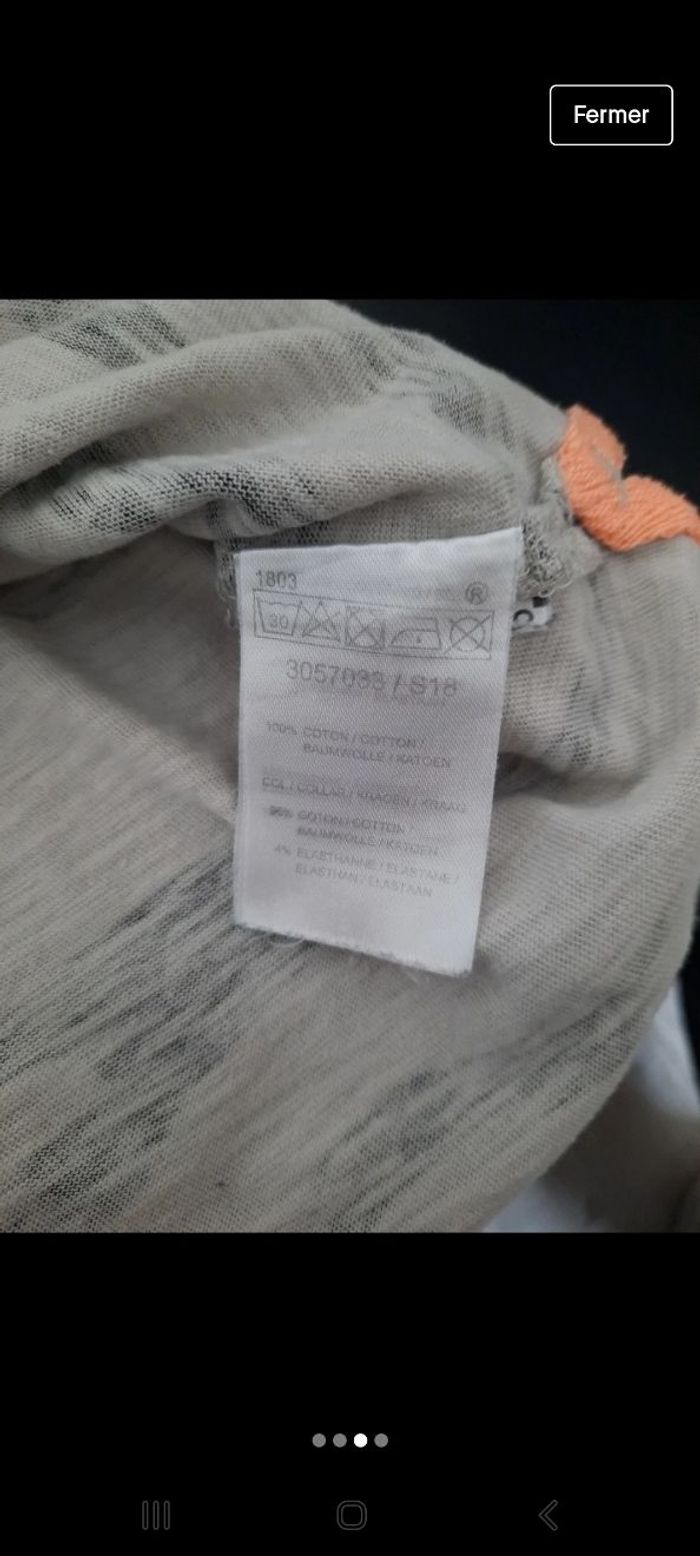 Fermer
1803
®
30
3057033 / S18
100% COTON / COTTON /
BAUMWOLLE / KATOEN
COL / COLLAR / KRAGEN / KRAAG
96% COTON / COTTON /
BAUMWOLLE / KATOEN
4% ELASTHANNE / ELASTANE /
ELASTHAN / ELASTAAN